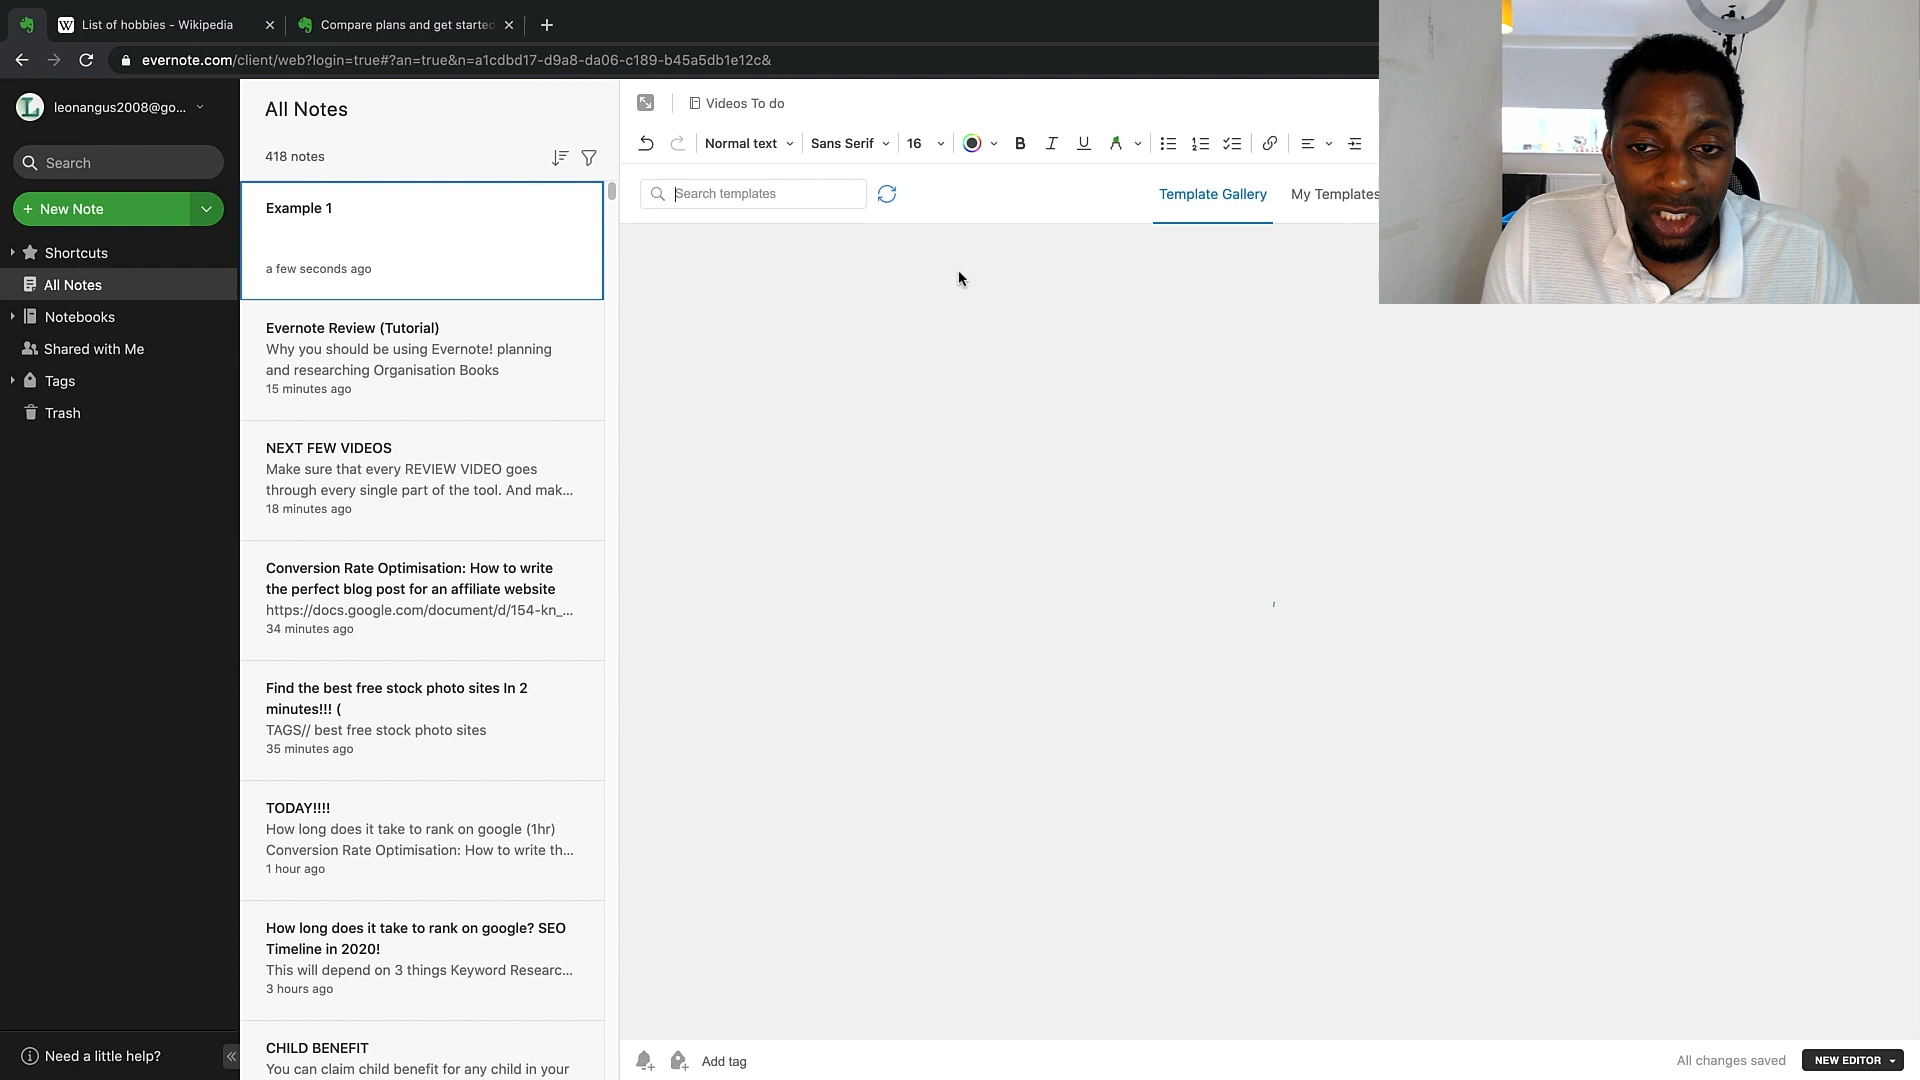 List of hobbies - Wikipedia
Compare plans and get started
evernote.com/client/web?login=true#?an=true&n=a1cdbd17-d9a8-da06-c189-b45a5db1e12c&
leonangus2008@go...
Search
+ New Note
Shortcuts
All Notes
Notebooks
Shared with Me
Tags
Trash
Need a little help?
All Notes
418 notes
Example 1
a few seconds ago
Evernote Review (Tutorial)
Why you should be using Evernote! planning
and researching Organisation Books
15 minutes ago
NEXT FEW VIDEOS
Make sure that every REVIEW VIDEO goes
through every single part of the tool. And mak...
18 minutes ago
Conversion Rate Optimisation: How to write
the perfect blog post for an affiliate website
https://docs.google.com/document/d/154-kn_...
34 minutes ago
Find the best free stock photo sites In 2
minutes!!! (
TAGS// best free stock photo sites
35 minutes ago
TODAY!!!!
How long does it take to rank on google (1hr)
Conversion Rate Optimisation: How to write th...
1 hour ago
How long does it take to rank on google? SEO
Timeline in 2020!
This will depend on 3 things Keyword Researc...
3 hours ago
CHILD BENEFIT
You can claim child benefit for any child in your
Videos To do
Normal text
Sans Serif
16
Search templates
Template Gallery
My Templates
Add tag
All changes saved
NEW EDITOR